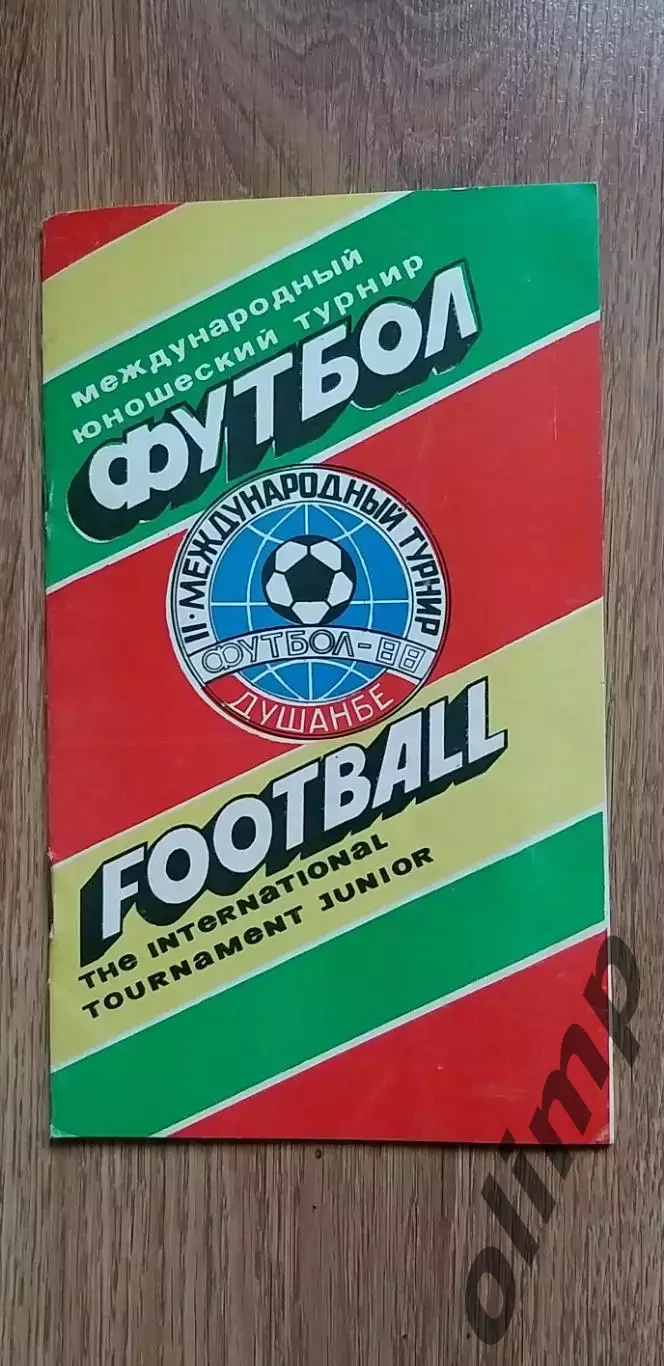 международный
юношеский турнир
ФУТБОЛ
II·МЕЖДУНАРОДНЫЙ ТУРНИР
ФУТБОЛ-88
ДУШАНБЕ
FOOTBALL
THE INTERNATIONAL
TOURNAMENT JUNIOR
olimp